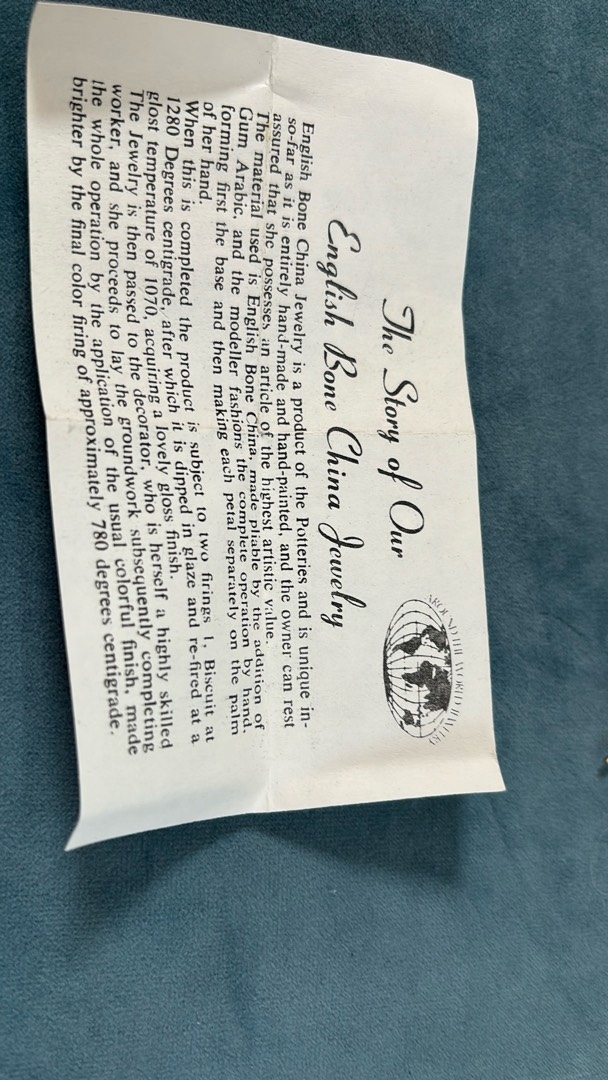 The Story of Our
AROUND THE WORLD
English Bone China Jewelry
English Bone China Jewelry is a product of the Potteries and is unique in-
so-far as it is entirely hand-made and hand-painted, and the owner can rest
assured that she possesses an article of the highest artistic value.
The material used is English Bone China, made pliable by the addition of
Gum Arabic, and the modeller fashions the complete operation by hand,
forming first the base and then making each petal separately on the palm
of her hand.
When this is completed the product is subject to two firings 1, Biscuit at
1280 Degrees centigrade, after which it is dipped in glaze and re-fired at a
glost temperature of 1070, acquiring a lovely gloss finish.
The Jewelry is then passed to the decorator, who is herself a highly skilled
worker, and she proceeds to lay the groundwork subsequently completing
the whole operation by the application of the usual colorful finish, made
brighter by the final color firing of approximately 780 degrees centigrade.